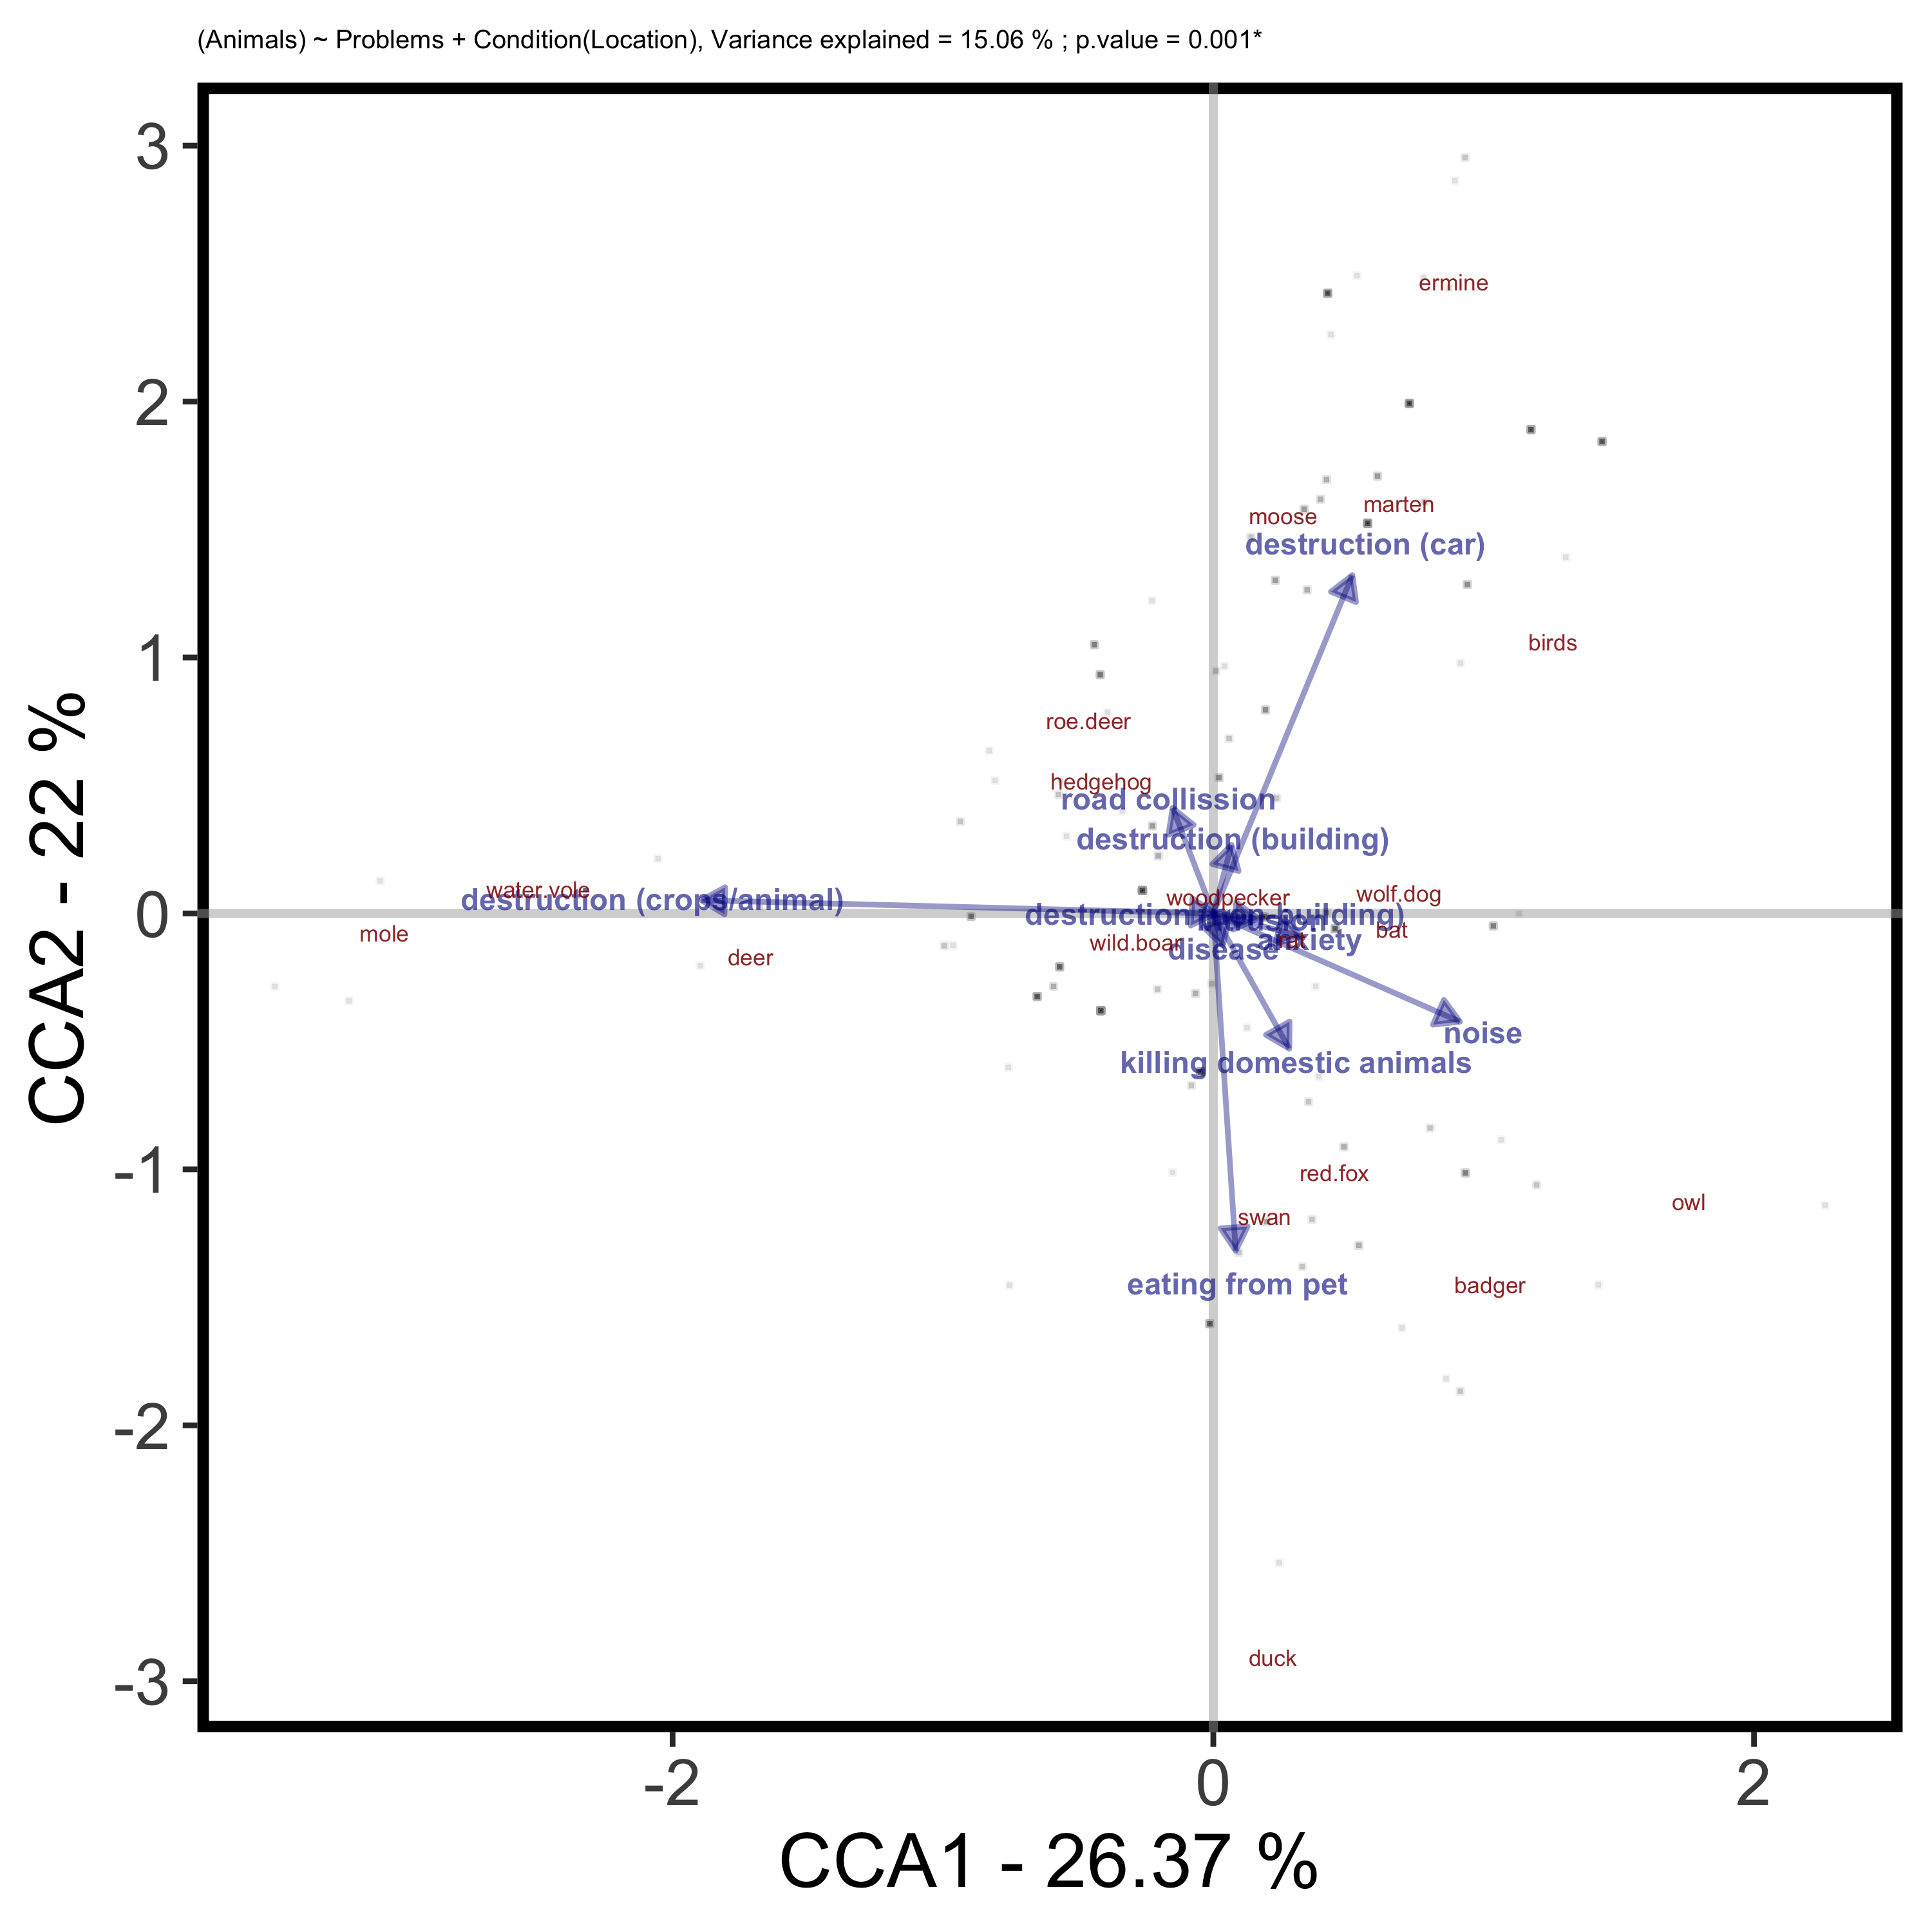 (Animals) ~ Problems + Condition(Location), Variance explained = 15.06 % ; p.value = 0.001*
3
ermine
2
marten
moose
destruction (car)
birds
1
roe.deer
hedgehog
road collission
destruction (building)
water.vole
destruction (crops/animal)
woodpecker
wolf.dog
0
destruction building)
mole
wild.boar
rat
anxiety
bat
disease
deer
noise
killing domestic animals
-1
red.fox
owl
swan
eating from pet
badger
-2
duck
-3
-2
0
2
CCA1 - 26.37 %
CCA2 - 22 %